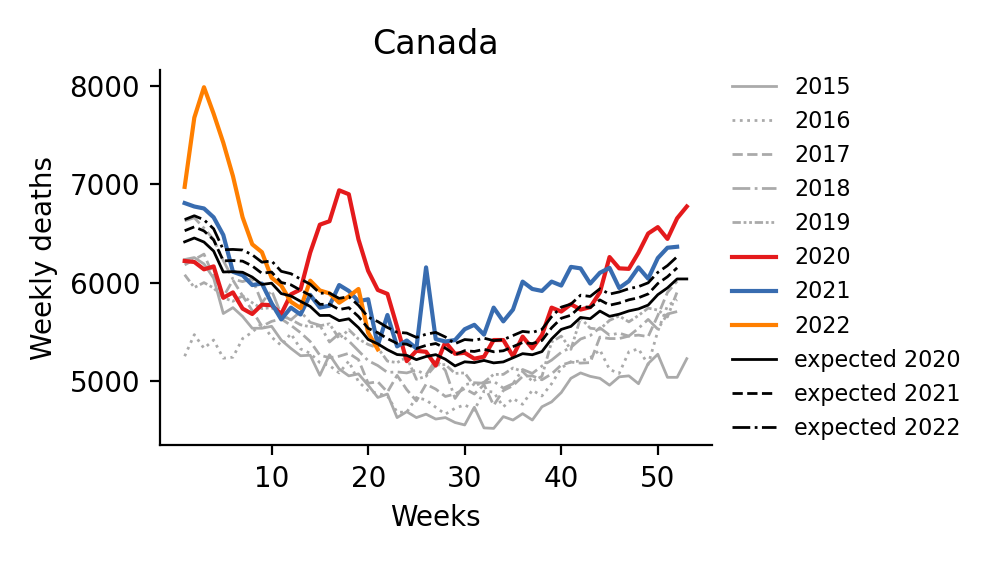 Canada
8000
7000
6000
5000
Weekly deaths
10 20 30 40 50
Weeks
2015
2016
2017
2018
2019
2020
2021
2022
expected 2020
expected 2021
expected 2022